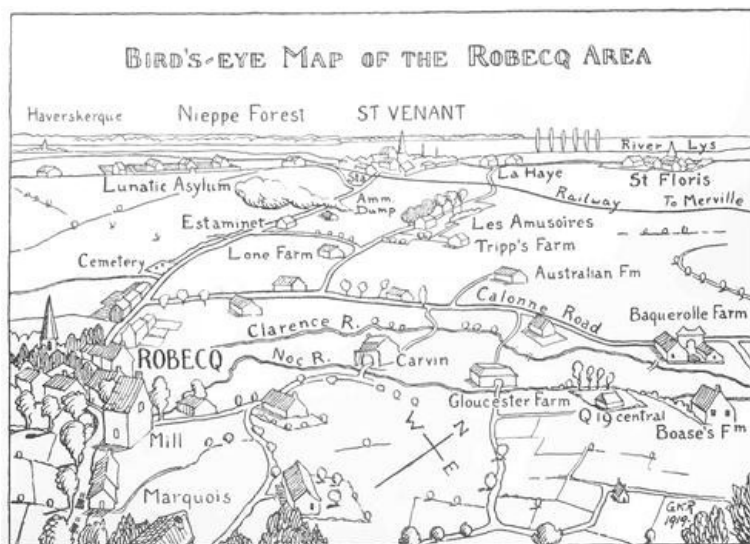 BIRD'S-EYE MAP OF THE ROBECQ AREA
Haverskerque
Nieppe Forest
ST VENANT
River Lys
Lunatic Asylum
Sta.
La Haye
St Floris
Amm.
Dump
Railway
To Merville
Estaminet
Les Amusoires
Cemetery
Lone Farm
Tripp's Farm
Australian Fm
Calonne Road
Baquerolle Farm
Clarence R.
ROBECQ
Noc R.
Carvin
Gloucester Farm
Q 19 central
Boase's Fm
Mill
N
W
E
Marquois
G.K.R
1919.